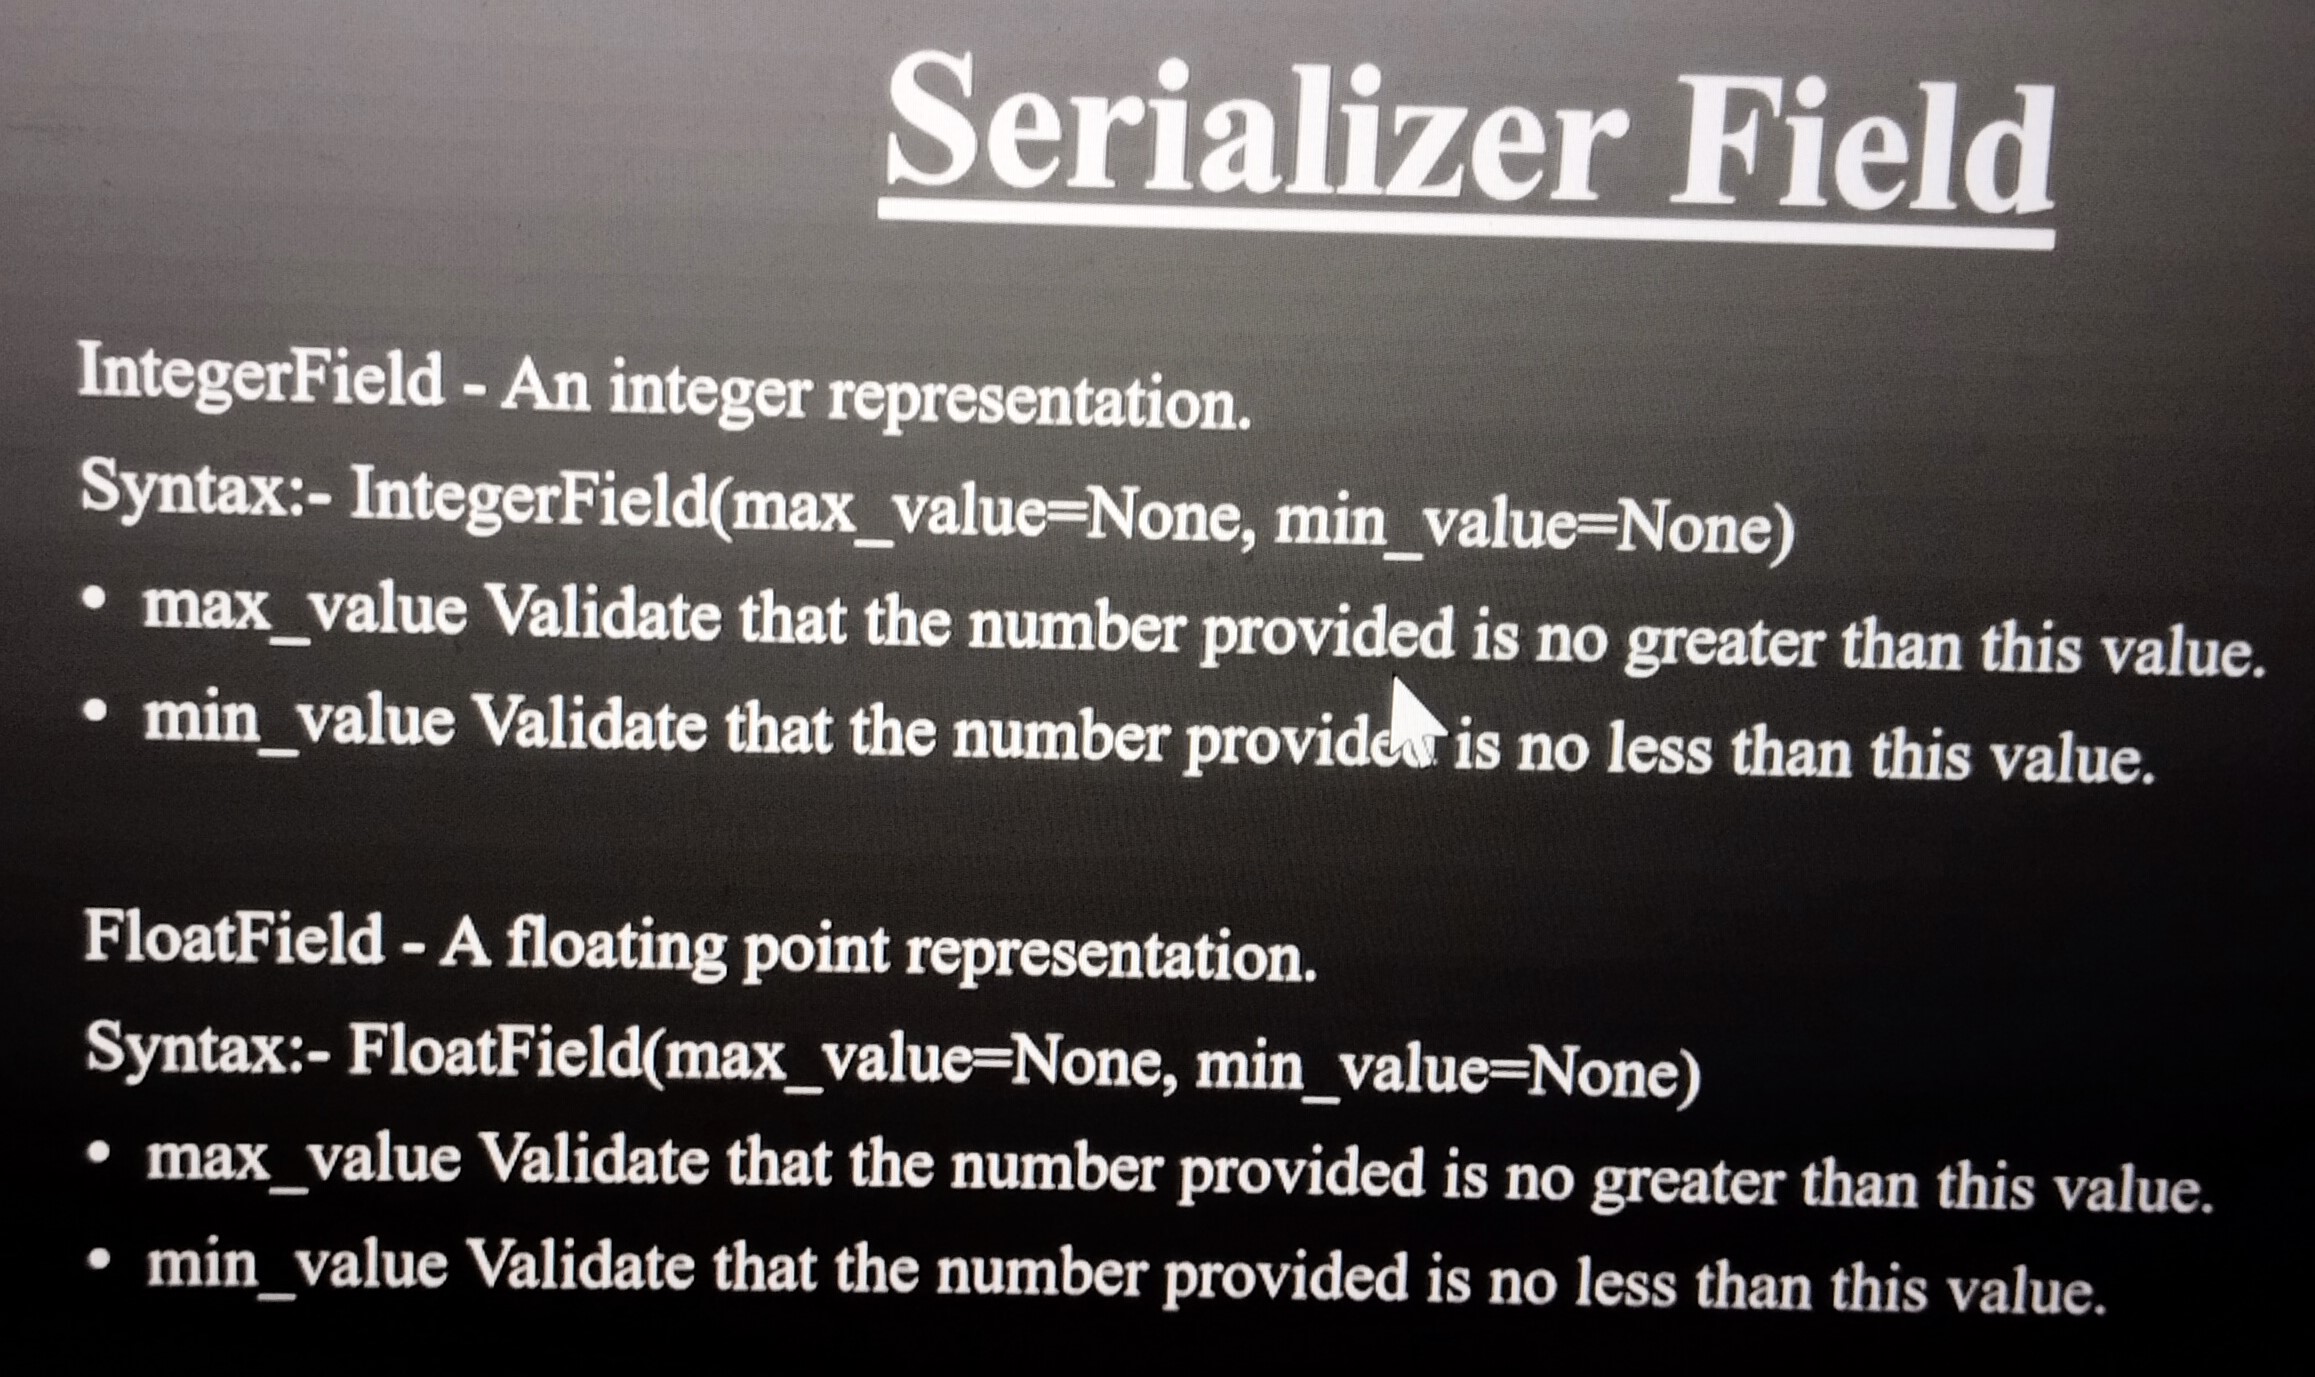 Serializer Field
IntegerField - An integer representation.
Syntax:- IntegerField(max_value=None, min_value=None)
• max_value Validate that the number provided is no greater than this value.
• min_value Validate that the number provided is no less than this value.
FloatField - A floating point representation.
Syntax:- FloatField(max_value=None, min_value=None)
• max_value Validate that the number provided is no greater than this value.
• min_value Validate that the number provided is no less than this value.